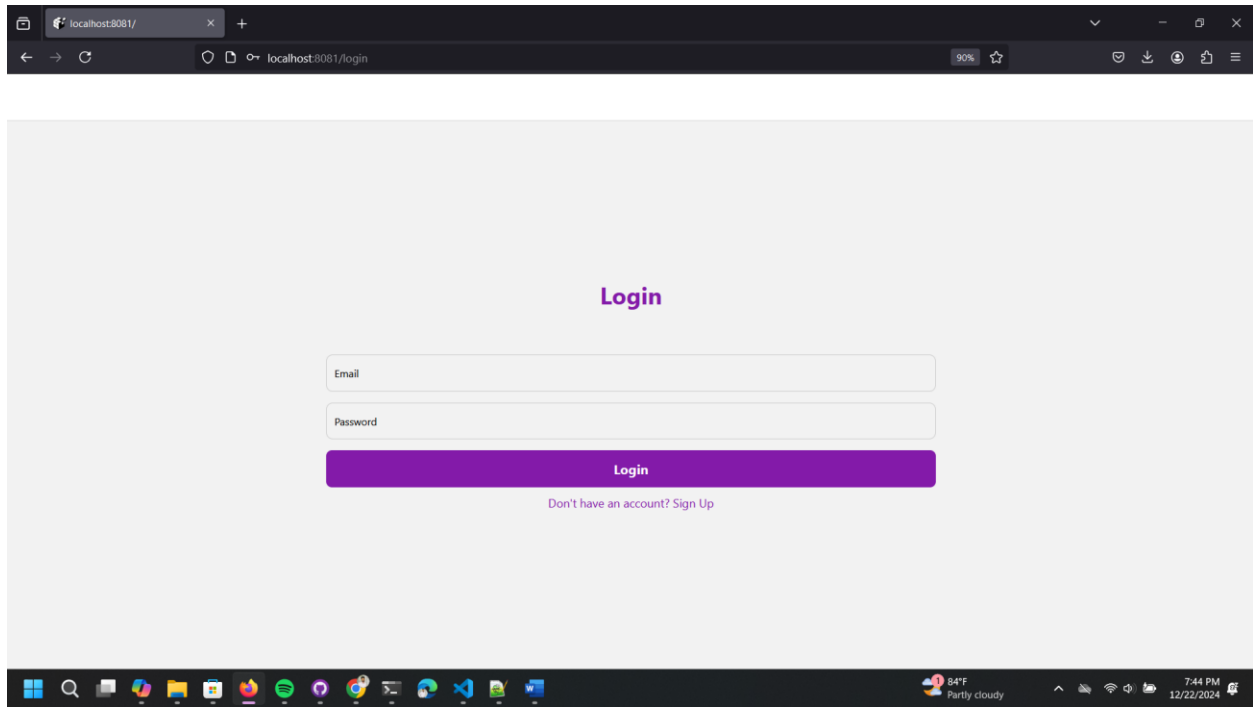 localhost:8081/
localhost:8081/login
90%
Login
Email
Password
Login
Don't have an account? Sign Up
1
84°F
Partly cloudy
7:44 PM
12/22/2024